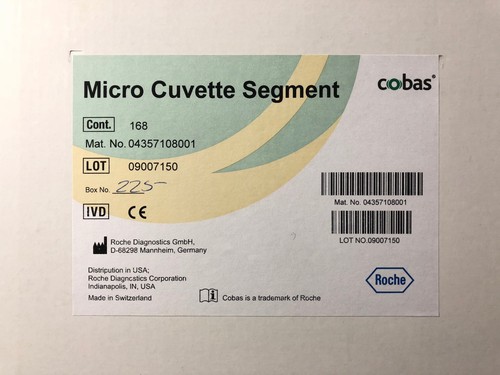 Micro Cuvette Segment
cobas®
Cont. 168
Mat. No. 04357108001
LOT 09007150
Box No. 225
IVD CE
Mat. No. 04357108001
LOT NO.09007150
Roche Diagnostics GmbH,
D-68298 Mannheim, Germany
Distripution in USA;
Roche Diagncstics Corporation
Indianapolis, IN, USA
Made in Switzerland
Cobas is a trademark of Roche
Roche